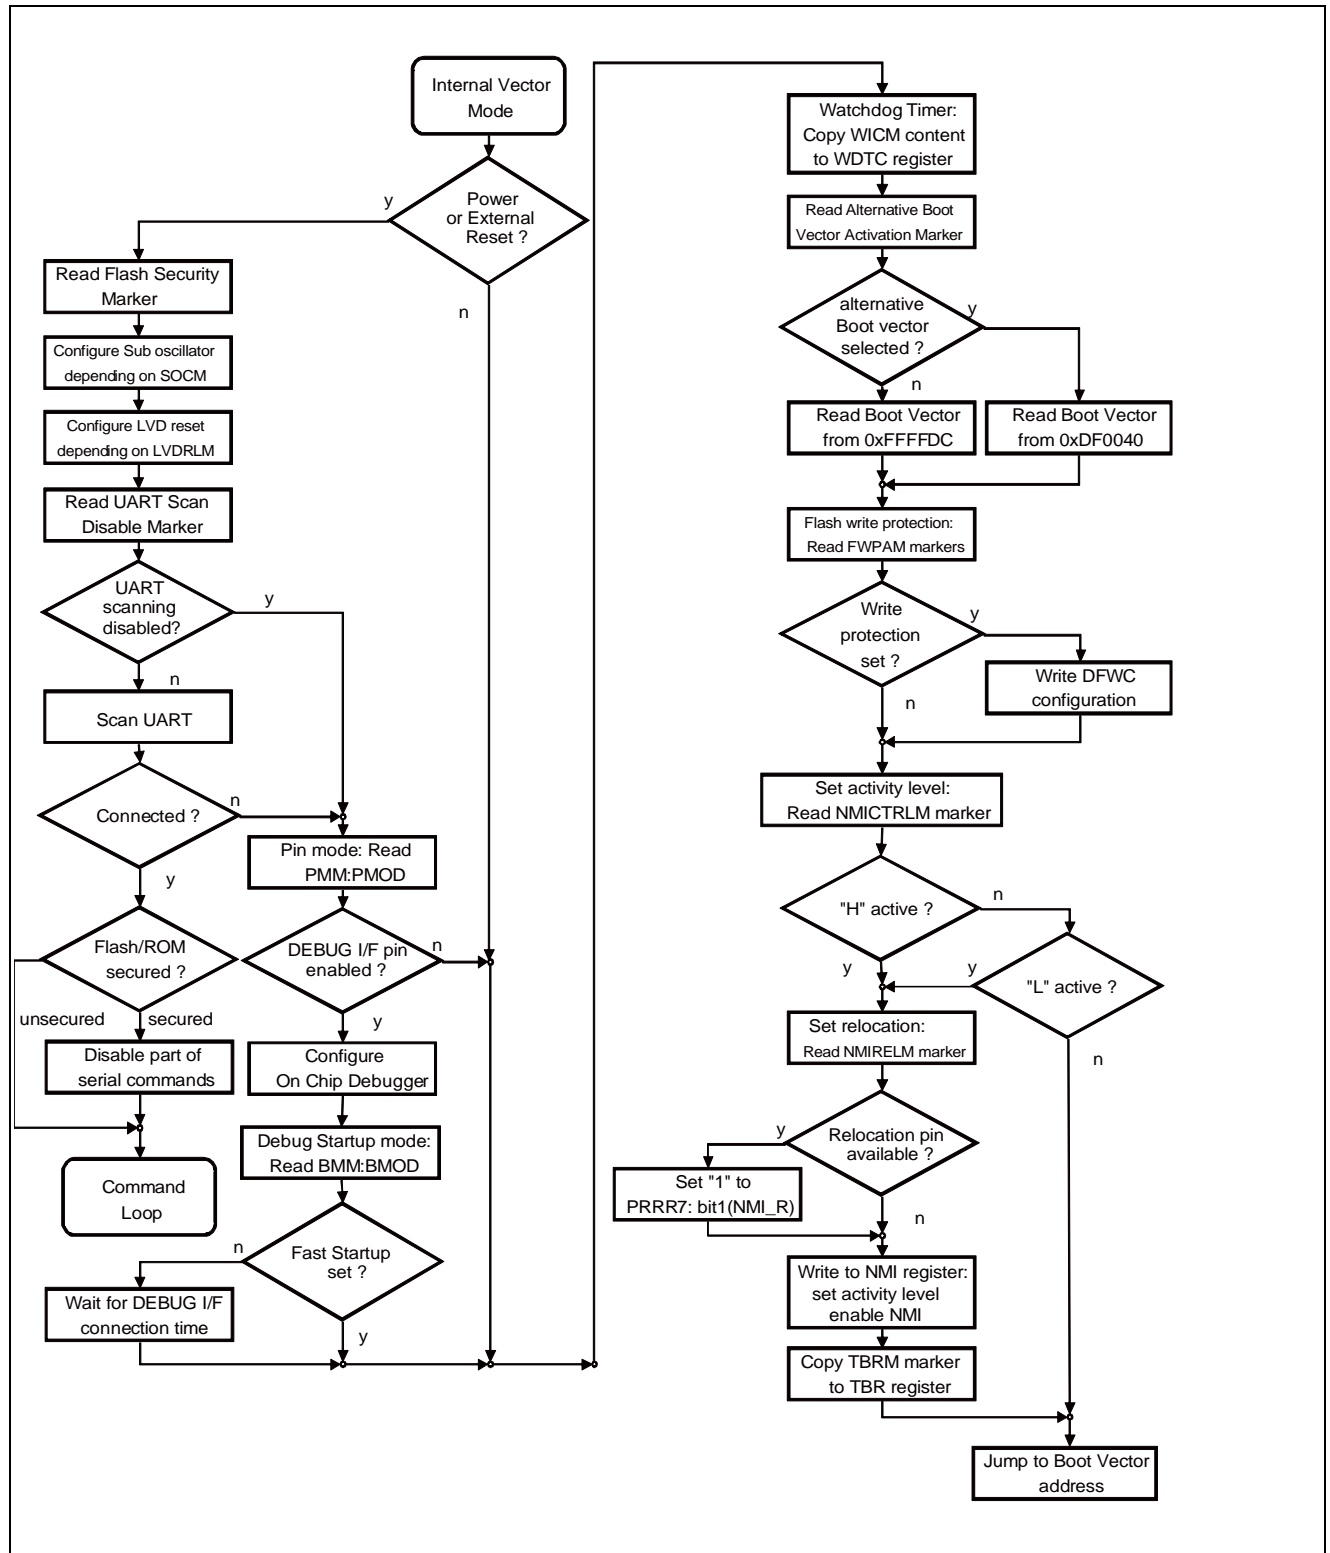 Internal Vector
Mode
Power
or External
Reset ?
y
n
Read Flash Security
Marker
Configure Sub oscillator
depending on SOCM
Configure LVD reset
depending on LVDRLM
Read UART Scan
Disable Marker
UART
scanning
disabled?
y
n
Scan UART
Connected ?
n
y
Flash/ROM
secured ?
unsecured
secured
Disable part of
serial commands
Command
Loop
Pin mode: Read
PMM:PMOD
DEBUG I/F pin
enabled ?
n
y
Configure
On Chip Debugger
Debug Startup mode:
Read BMM:BMOD
Fast Startup
set ?
n
y
Wait for DEBUG I/F
connection time
Watchdog Timer:
Copy WICM content
to WDTC register
Read Alternative Boot
Vector Activation Marker
alternative
Boot vector
selected ?
y
n
Read Boot Vector
from 0xFFFFDC
Read Boot Vector
from 0xDF0040
Flash write protection:
Read FWPAM markers
Write
protection
set ?
y
n
Write DFWC
configuration
Set activity level:
Read NMICTRLM marker
"H" active ?
n
y
"L" active ?
y
n
Set relocation:
Read NMIRELM marker
Relocation pin
available ?
y
n
Set "1" to
PRRR7: bit1(NMI_R)
Write to NMI register:
set activity level
enable NMI
Copy TBRM marker
to TBR register
Jump to Boot Vector
address